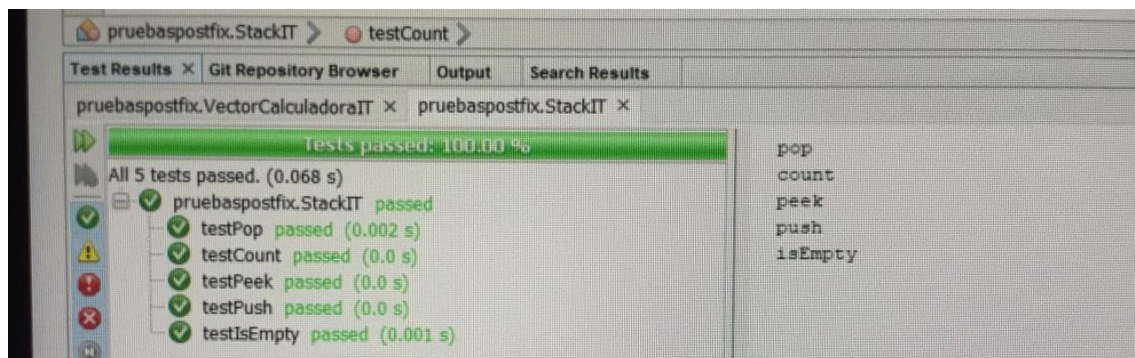 pruebaspostfix.StackIT testCount
Test Results Git Repository Browser Output Search Results
pruebaspostfix.VectorCalculadoraIT pruebaspostfix.StackIT
Tests passed: 100.00 %
All 5 tests passed. (0.068 s)
pruebaspostfix.StackIT passed
testPop passed (0.002 s)
testCount passed (0.0 s)
testPeek passed (0.0 s)
testPush passed (0.0 s)
testIsEmpty passed (0.001 s)
pop
count
peek
push
isEmpty